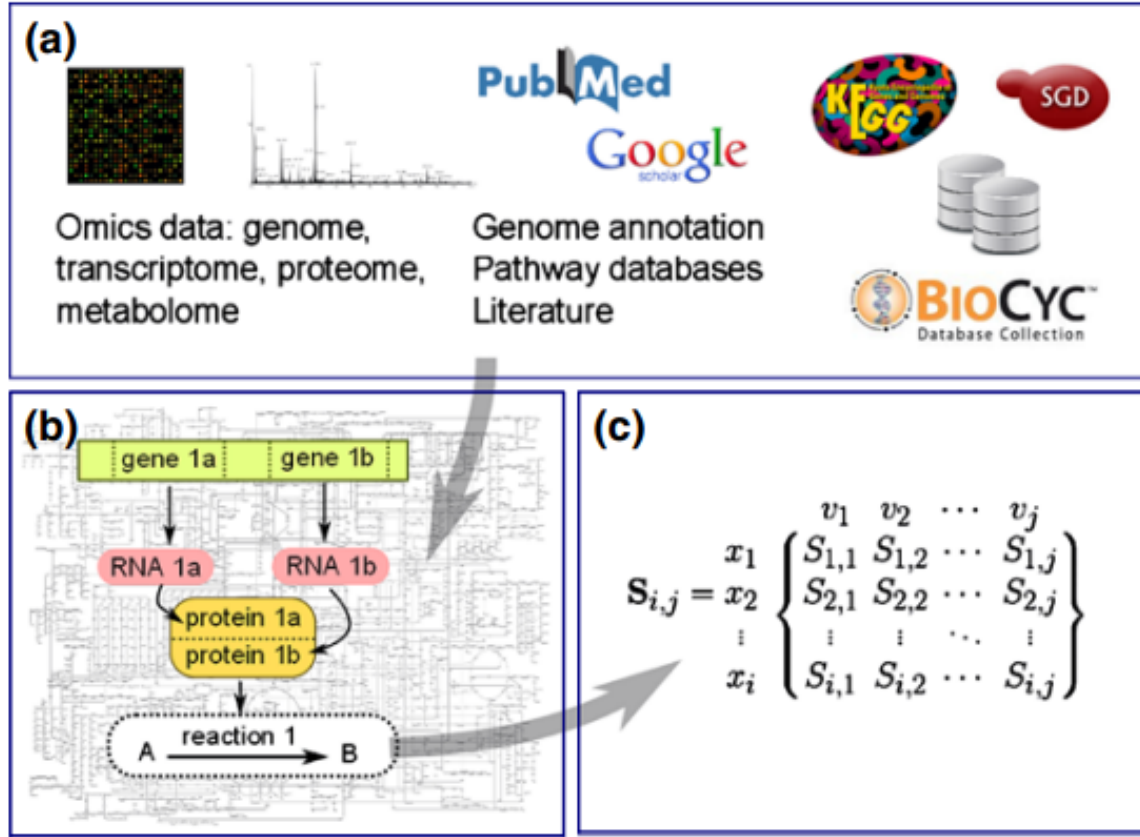 (a)
PubMed
KEGG
SGD
Google
scholar
Omics data: genome,
transcriptome, proteome,
metabolome
Genome annotation
Pathway databases
Literature
BIOCYC™
Database Collection
(b)
gene 1a gene 1b
RNA 1a RNA 1b
protein 1a
protein 1b
reaction 1
A B
(c)
v₁ v₂ ⋯ vⱼ
x₁ S₁,₁ S₁,₂ ⋯ S₁,ⱼ
Sᵢ,ⱼ = x₂ S₂,₁ S₂,₂ ⋯ S₂,ⱼ
⋮ ⋮ ⋮ ⋱ ⋮
xᵢ Sᵢ,₁ Sᵢ,₂ ⋯ Sᵢ,ⱼ